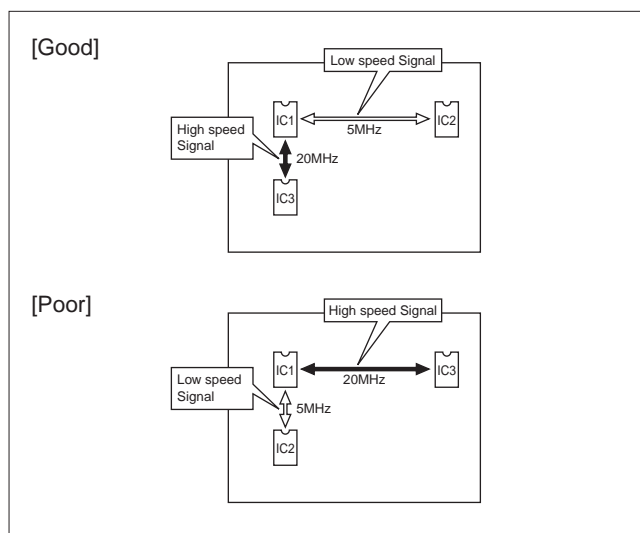 [Good]
Low speed Signal
IC1
IC2
5MHz
High speed
Signal
20MHz
IC3
[Poor]
High speed Signal
IC1
IC3
20MHz
Low speed
Signal
5MHz
IC2